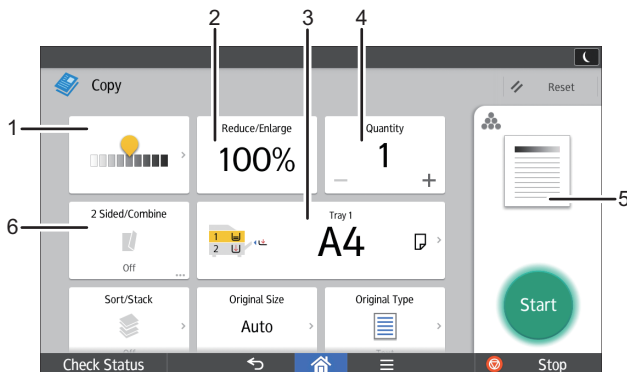 2
3
4
Copy
Reset
1
Reduce/Enlarge
100%
Quantity
1
5
6
2 Sided/Combine
Off
Tray 1
1
2
A4
Start
Sort/Stack
Original Size
Auto
Original Type
Check Status
Stop